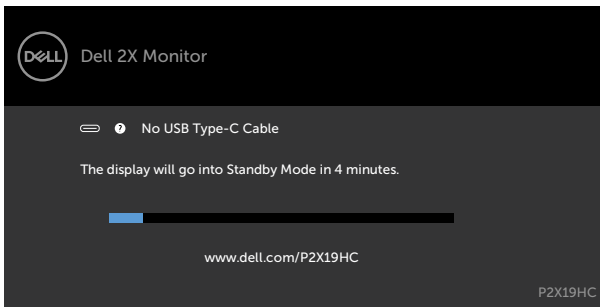 DELL Dell 2X Monitor
? No USB Type-C Cable
The display will go into Standby Mode in 4 minutes.
www.dell.com/P2X19HC
P2X19HC